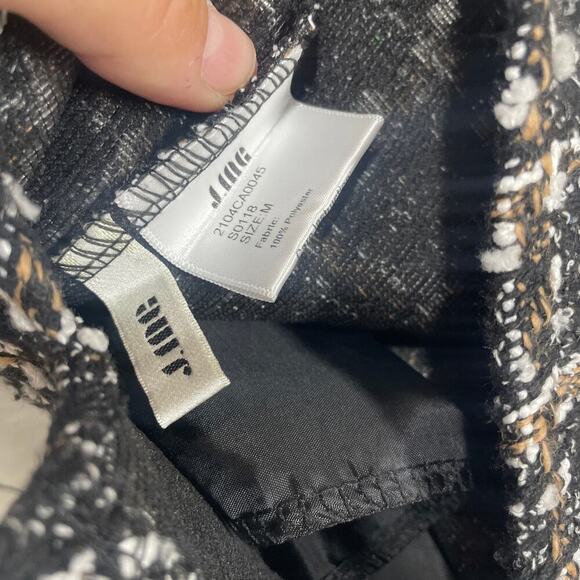 J.ING
2104CA0045
S0118
SIZE:M
Fabric:
100% Polyester
J.ING